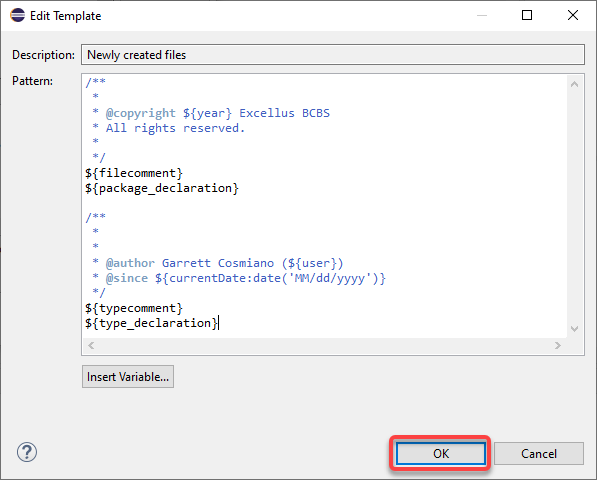 Edit Template
Description: Newly created files
Pattern:
/**
 *
 * @copyright ${year} Excellus BCBS
 * All rights reserved.
 *
 */
${filecomment}
${package_declaration}

/**
 *
 *
 * @author Garrett Cosmiano (${user})
 * @since ${currentDate:date('MM/dd/yyyy')}
 */
${typecomment}
${type_declaration}
Insert Variable...
?
OK Cancel